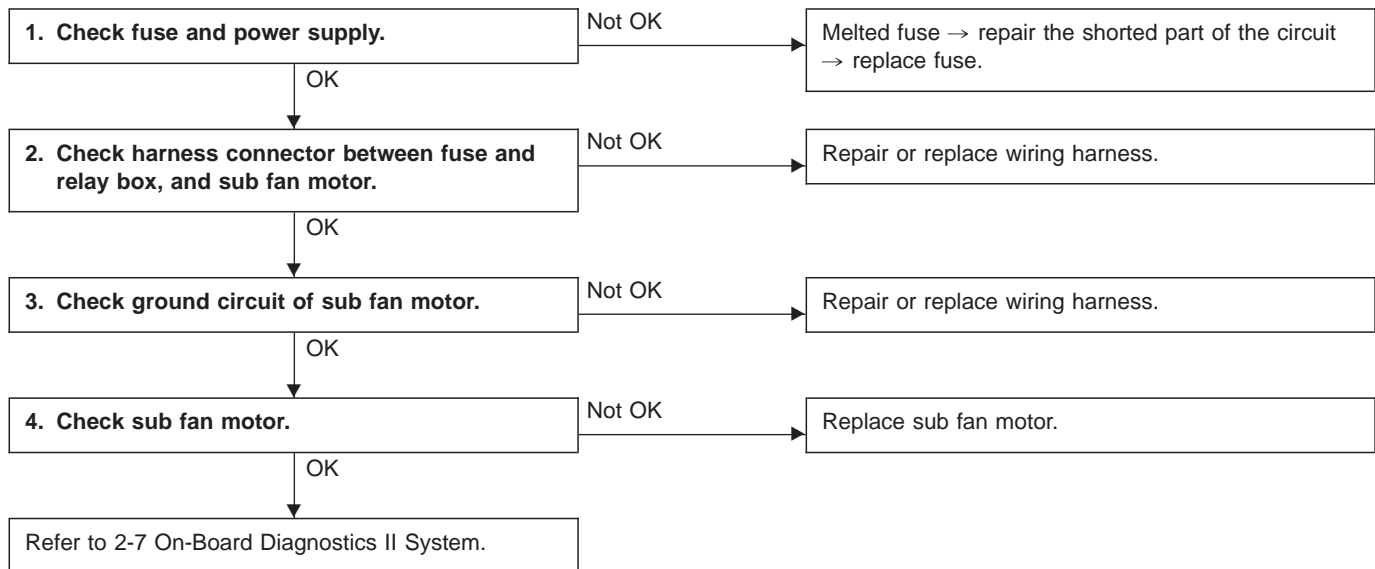 1. Check fuse and power supply.
Not OK
Melted fuse → repair the shorted part of the circuit
→ replace fuse.
OK
2. Check harness connector between fuse and
relay box, and sub fan motor.
Not OK
Repair or replace wiring harness.
OK
3. Check ground circuit of sub fan motor.
Not OK
Repair or replace wiring harness.
OK
4. Check sub fan motor.
Not OK
Replace sub fan motor.
OK
Refer to 2-7 On-Board Diagnostics II System.